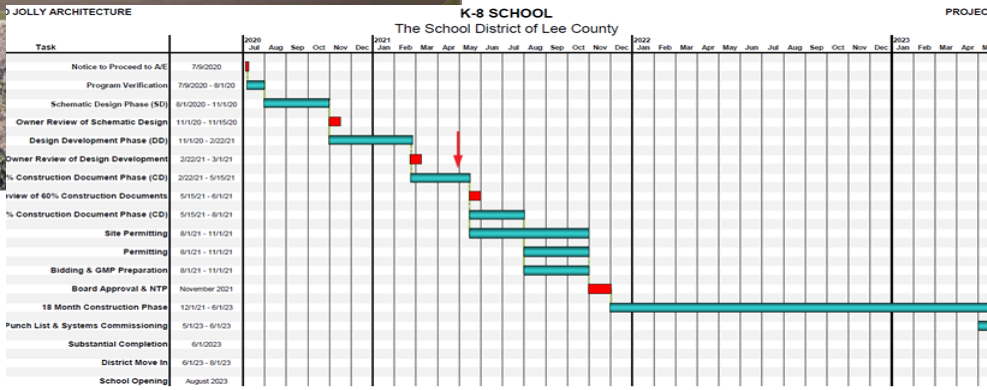 JOLLY ARCHITECTURE K-8 SCHOOL PROJEC
The School District of Lee County
2020 2021 2022 2023
Task Jul Aug Sep Oct Nov Dec Jan Feb Mar Apr May Jun Jul Aug Sep Oct Nov Dec Jan Feb Mar Apr May Jun Jul Aug Sep Oct Nov Dec Jan Feb Mar Apr M
Notice to Proceed to A/E 7/9/2020
Program Verification 7/9/2020 - 8/1/20
Schematic Design Phase (SD) 8/1/2020 - 11/1/20
Owner Review of Schematic Design 11/1/20 - 11/15/20
Design Development Phase (DD) 11/1/20 - 2/22/21
Owner Review of Design Development 2/22/21 - 3/1/21
% Construction Document Phase (CD) 2/22/21 - 5/15/21
view of 60% Construction Documents 5/15/21 - 6/1/21
% Construction Document Phase (CD) 5/15/21 - 8/1/21
Site Permitting 8/1/21 - 11/1/21
Permitting 8/1/21 - 11/1/21
Bidding & GMP Preparation 8/1/21 - 11/1/21
Board Approval & NTP November 2021
18 Month Construction Phase 12/1/21 - 6/1/23
Punch List & Systems Commissioning 5/1/23 - 6/1/23
Substantial Completion 6/1/2023
District Move In 6/1/23 - 8/1/23
School Opening August 2023